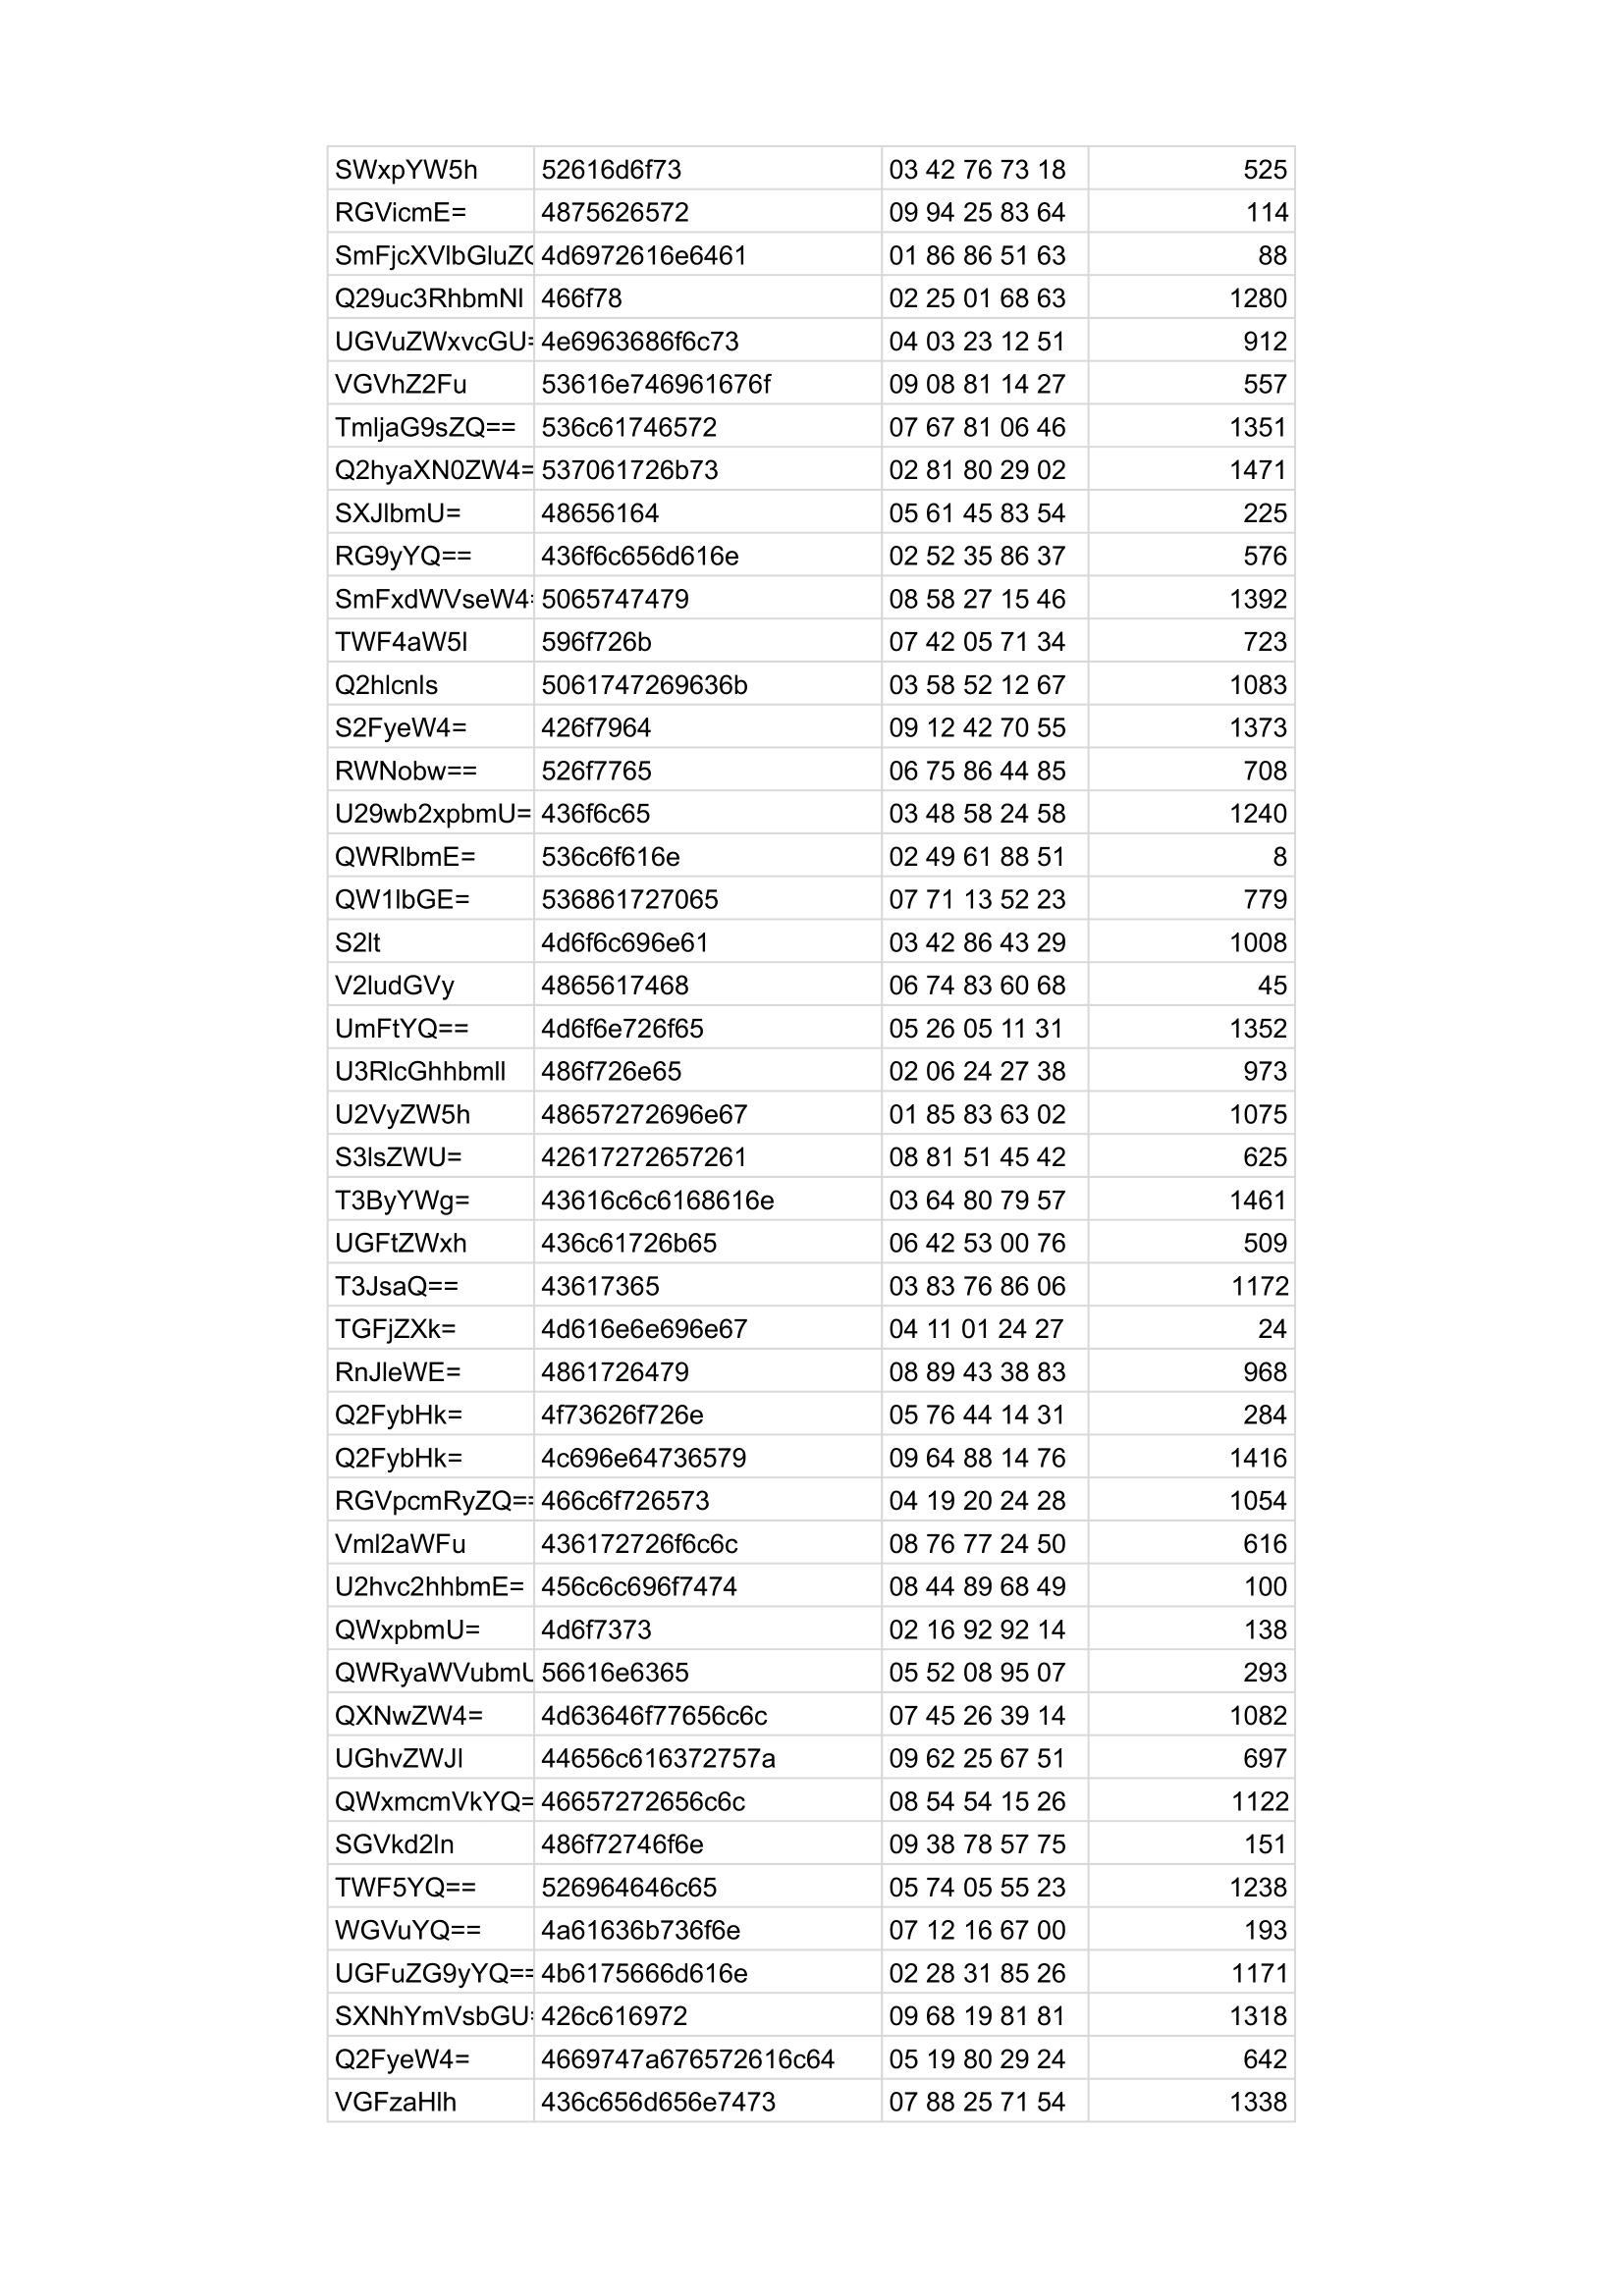 SWxpYW5h 52616d6f73 03 42 76 73 18 525
RGVicmE= 4875626572 09 94 25 83 64 114
SmFjcXVlbGluZQ 4d6972616e6461 01 86 86 51 63 88
Q29uc3RhbmNl 466f78 02 25 01 68 63 1280
UGVuZWxvcGU= 4e6963686f6c73 04 03 23 12 51 912
VGVhZ2Fu 53616e746961676f 09 08 81 14 27 557
TmljaG9sZQ== 536c61746572 07 67 81 06 46 1351
Q2hyaXN0ZW4= 537061726b73 02 81 80 29 02 1471
SXJlbmU= 48656164 05 61 45 83 54 225
RG9yYQ== 436f6c656d616e 02 52 35 86 37 576
SmFxdWVseW4= 5065747479 08 58 27 15 46 1392
TWF4aW5l 596f726b 07 42 05 71 34 723
Q2hlcnls 5061747269636b 03 58 52 12 67 1083
S2FyeW4= 426f7964 09 12 42 70 55 1373
RWNobw== 526f7765 06 75 86 44 85 708
U29wb2xpbmU= 436f6c65 03 48 58 24 58 1240
QWRlbmE= 536c6f616e 02 49 61 88 51 8
QW1lbGE= 536861727065 07 71 13 52 23 779
S2lt 4d6f6c696e61 03 42 86 43 29 1008
V2ludGVy 4865617468 06 74 83 60 68 45
UmFtYQ== 4d6f6e726f65 05 26 05 11 31 1352
U3RlcGhhbmll 486f726e65 02 06 24 27 38 973
U2VyZW5h 48657272696e67 01 85 83 63 02 1075
S3lsZWU= 42617272657261 08 81 51 45 42 625
T3ByYWg= 43616c6c6168616e 03 64 80 79 57 1461
UGFtZWxh 436c61726b65 06 42 53 00 76 509
T3JsaQ== 43617365 03 83 76 86 06 1172
TGFjZXk= 4d616e6e696e67 04 11 01 24 27 24
RnJleWE= 4861726479 08 89 43 38 83 968
Q2FybHk= 4f73626f726e 05 76 44 14 31 284
Q2FybHk= 4c696e64736579 09 64 88 14 76 1416
RGVpcmRyZQ== 466c6f726573 04 19 20 24 28 1054
Vml2aWFu 436172726f6c6c 08 76 77 24 50 616
U2hvc2hhbmE= 456c6c696f7474 08 44 89 68 49 100
QWxpbmU= 4d6f7373 02 16 92 92 14 138
QWRyaWVubmU 56616e6365 05 52 08 95 07 293
QXNwZW4= 4d63646f77656c6c 07 45 26 39 14 1082
UGhvZWJl 44656c616372757a 09 62 25 67 51 697
QWxmcmVkYQ= 46657272656c6c 08 54 54 15 26 1122
SGVkd2ln 486f72746f6e 09 38 78 57 75 151
TWF5YQ== 526964646c65 05 74 05 55 23 1238
WGVuYQ== 4a61636b736f6e 07 12 16 67 00 193
UGFuZG9yYQ== 4b6175666d616e 02 28 31 85 26 1171
SXNhYmVsbGU= 426c616972 09 68 19 81 81 1318
Q2FyeW4= 4669747a676572616c64 05 19 80 29 24 642
VGFzaHlh 436c656d656e7473 07 88 25 71 54 1338